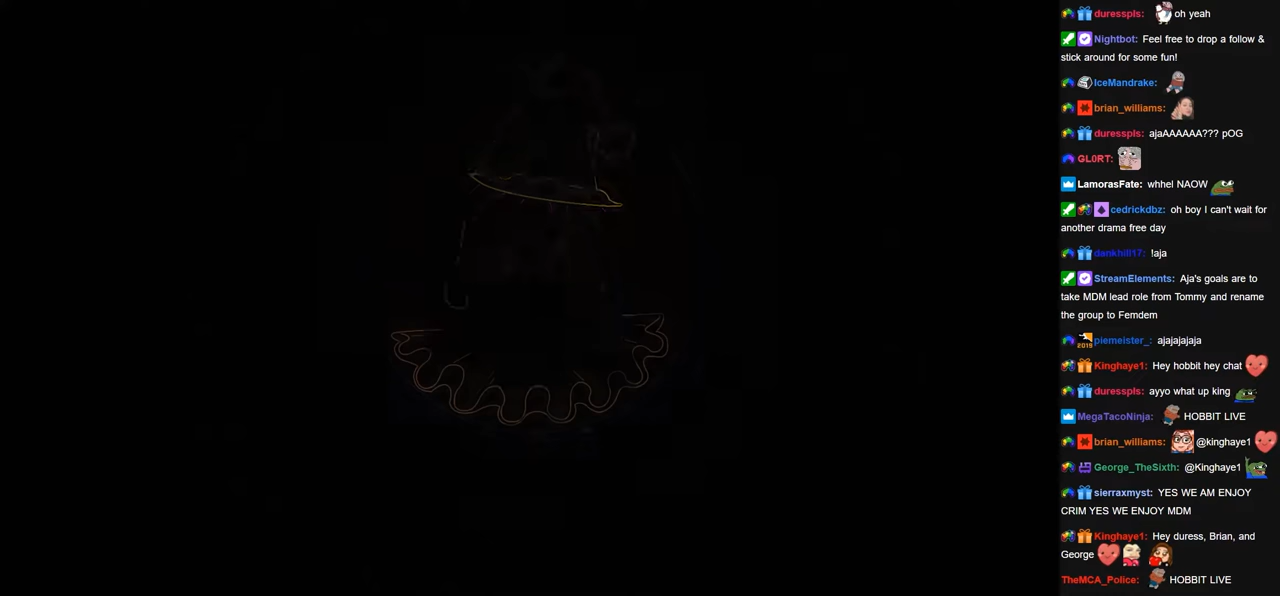 duresspls: oh yeah
Nightbot: Feel free to drop a follow &
stick around for some fun!
IceMandrake:
brian_williams:
duresspls: ajaAAAAAA??? pOG
GL0RT:
LamorasFate: whhel NAOW
cedrickdbz: oh boy I can't wait for
another drama free day
dankhill17: !aja
StreamElements: Aja's goals are to
take MDM lead role from Tommy and rename
the group to Femdem
2019 piemeister_: ajajajajaja
Kinghaye1: Hey hobbit hey chat
duresspls: ayyo what up king
MegaTacoNinja: HOBBIT LIVE
brian_williams: @kinghaye1
George_TheSixth: @Kinghaye1
sierraxmyst: YES WE AM ENJOY
CRIM YES WE ENJOY MDM
Kinghaye1: Hey duress, Brian, and
George
TheMCA_Police: HOBBIT LIVE